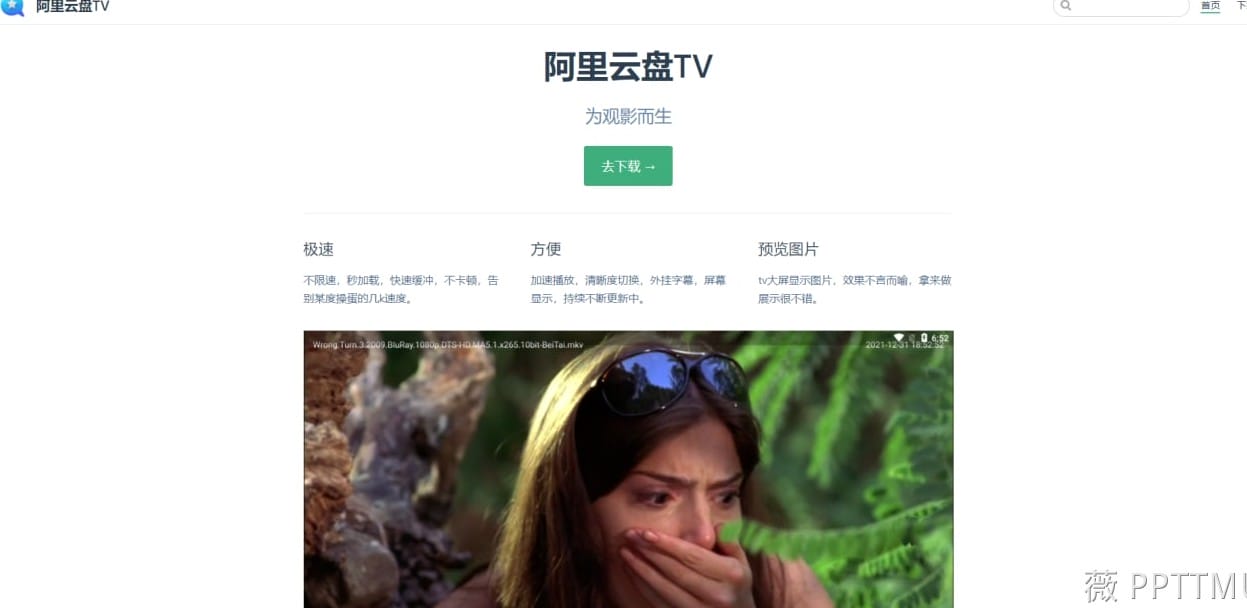 阿里云盘TV
首页
下
阿里云盘TV
为观影而生
去下载 →
极速
不限速，秒加载，快速缓冲，不卡顿，告
别某度操蛋的几k速度。
方便
加速播放，清晰度切换，外挂字幕，屏幕
显示，持续不断更新中。
预览图片
tv大屏显示图片，效果不言而喻，拿来做
展示很不错。
6:52
Wrong.Turn.3.2009.BluRay.1080p.DTS-HD.MA5.1.x265.10bit-BeiTai.mkv
2021-12-31 18:52:52
薇 PPTTMU